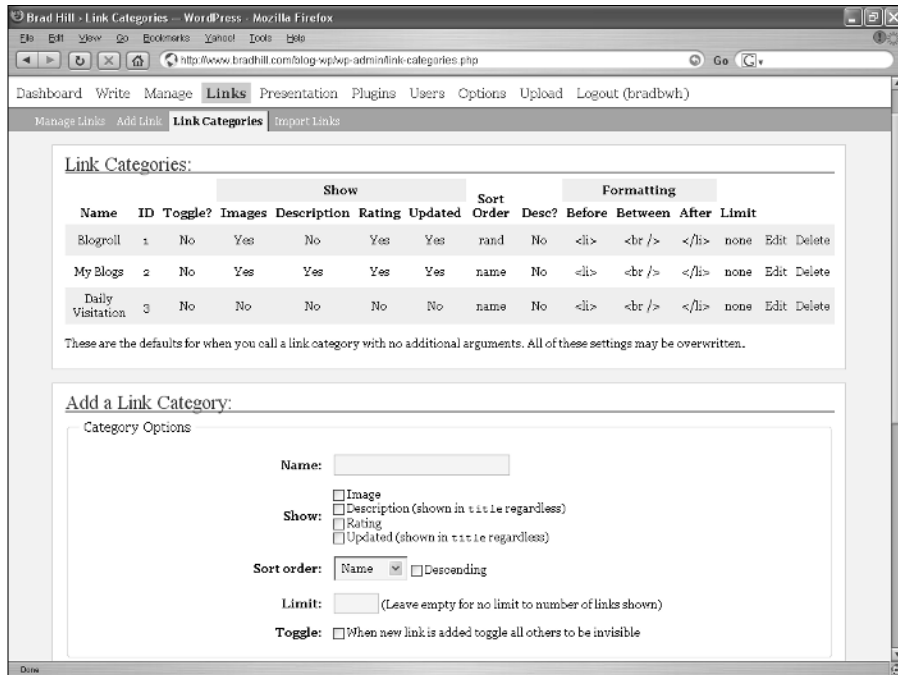 Brad Hill › Link Categories — WordPress - Mozilla Firefox
File Edit View Go Bookmarks Yahoo! Tools Help
http://www.bradhill.com/blog-wp/wp-admin/link-categories.php Go G
Dashboard Write Manage Links Presentation Plugins Users Options Upload Logout (bradbwh)
Manage Links Add Link Link Categories Import Links
Link Categories:
Show Formatting
Name ID Toggle? Images Description Rating Updated Sort Order Desc? Before Between After Limit
Blogroll 1 No Yes No Yes Yes rand No <li> <br /> </li> none Edit Delete
My Blogs 2 No Yes Yes Yes Yes name No <li> <br /> </li> none Edit Delete
Daily Visitation 3 No No No No No name No <li> <br /> </li> none Edit Delete
These are the defaults for when you call a link category with no additional arguments. All of these settings may be overwritten.
Add a Link Category:
Category Options
Name:
Show:
Image
Description (shown in title regardless)
Rating
Updated (shown in title regardless)
Sort order: Name Descending
Limit: (Leave empty for no limit to number of links shown)
Toggle: When new link is added toggle all others to be invisible
Done